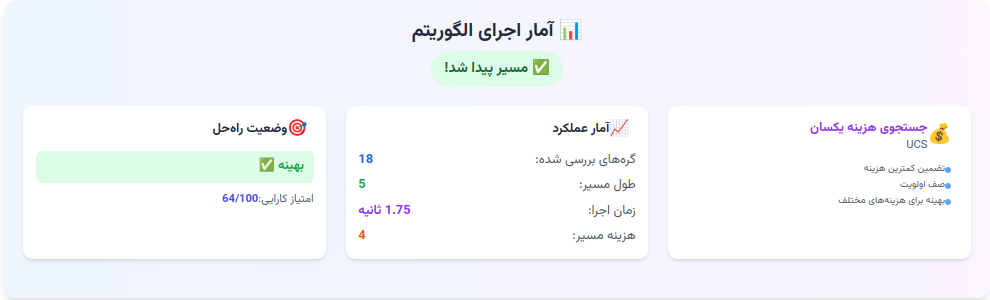 📊 آمار اجرای الگوریتم
✅ مسیر پیدا شد!
💰 جستجوی هزینه یکسان
UCS
تضمین کمترین هزینه
صف اولویت
بهینه برای هزینه‌های مختلف
📈 آمار عملکرد
گره‌های بررسی شده: 18
طول مسیر: 5
زمان اجرا: 1.75 ثانیه
هزینه مسیر: 4
🎯 وضعیت راه‌حل
بهینه ✅
امتیاز کارایی: 64/100